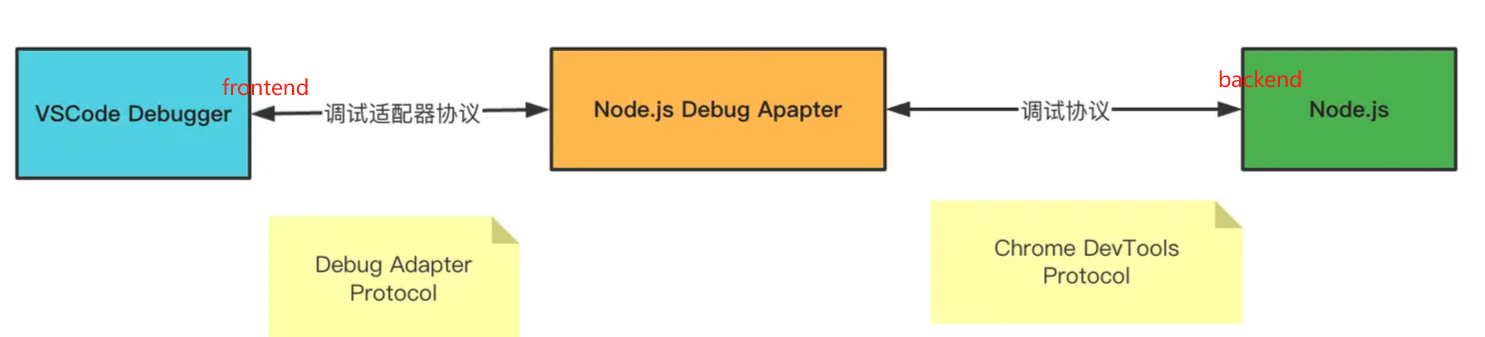 frontend
backend
VSCode Debugger
调试适配器协议
Node.js Debug Apapter
调试协议
Node.js
Debug Adapter
Protocol
Chrome DevTools
Protocol